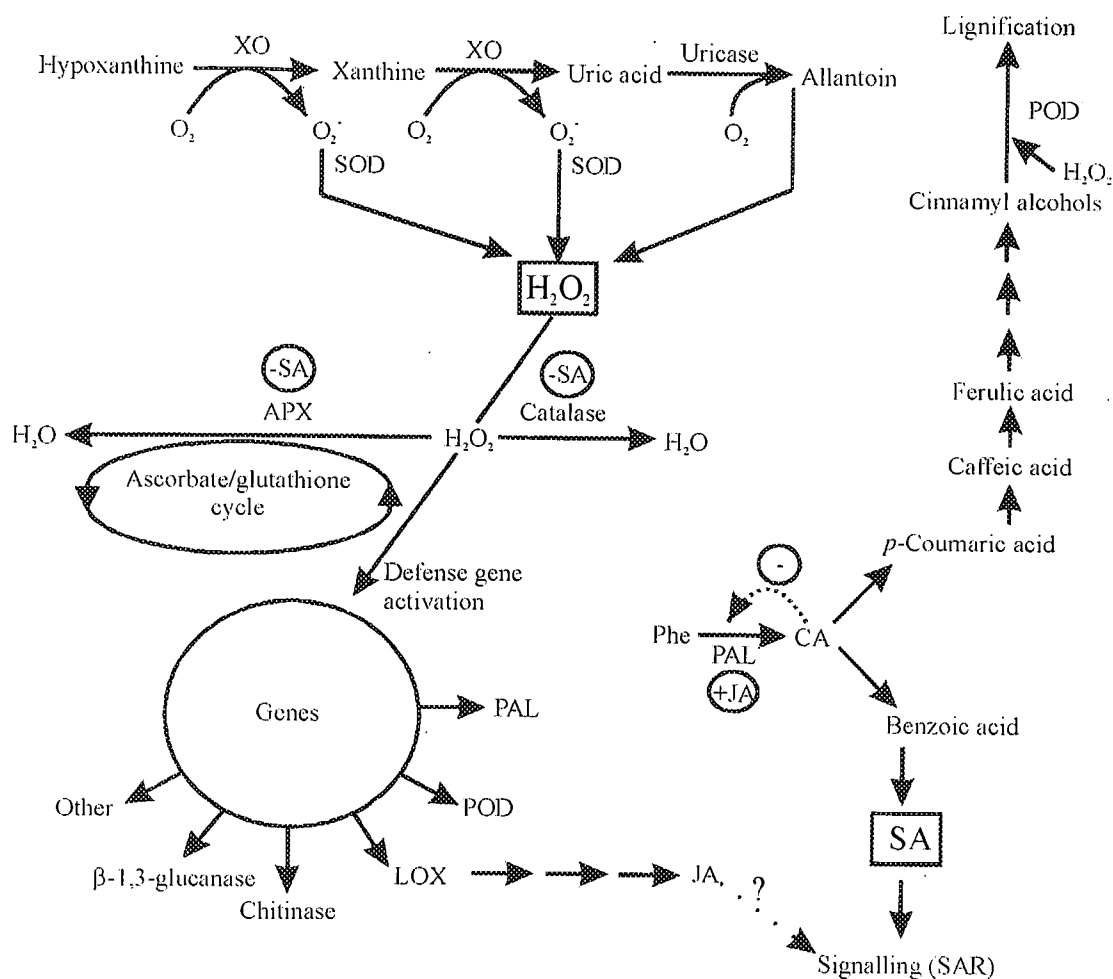 Lignification
XO
XO
Uricase
Hypoxanthine
Xanthine
Uric acid
Allantoin
POD
O₂
O₂⁻
O₂
O₂⁻
O₂
SOD
SOD
H₂O₂
Cinnamyl alcohols
H₂O₂
-SA
-SA
APX
Catalase
Ferulic acid
H₂O
H₂O₂
H₂O
Ascorbate/glutathione
cycle
Caffeic acid
p-Coumaric acid
-
Defense gene
activation
Phe
CA
PAL
+JA
Genes
PAL
Benzoic acid
Other
POD
SA
β-1,3-glucanase
LOX
JA
?
Chitinase
Signalling (SAR)